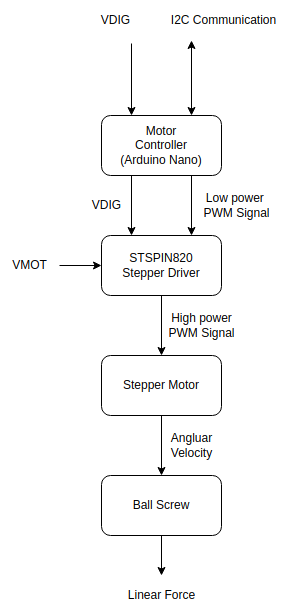 VDIG
I2C Communication
Motor
Controller
(Arduino Nano)
VDIG
Low power
PWM Signal
VMOT
STSPIN820
Stepper Driver
High power
PWM Signal
Stepper Motor
Angluar
Velocity
Ball Screw
Linear Force